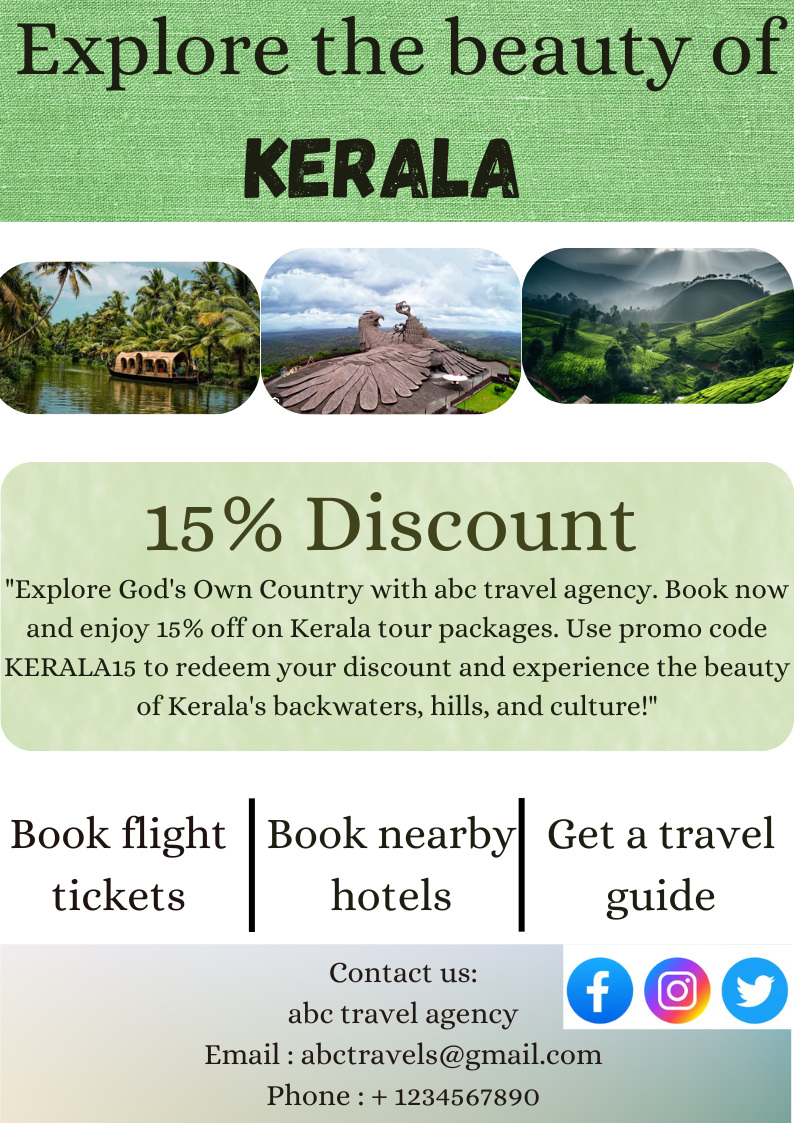 Explore the beauty of
KERALA
15% Discount
"Explore God's Own Country with abc travel agency. Book now
and enjoy 15% off on Kerala tour packages. Use promo code
KERALA15 to redeem your discount and experience the beauty
of Kerala's backwaters, hills, and culture!"
Book flight
tickets
Book nearby
hotels
Get a travel
guide
Contact us:
abc travel agency
Email : abctravels@gmail.com
Phone : + 1234567890